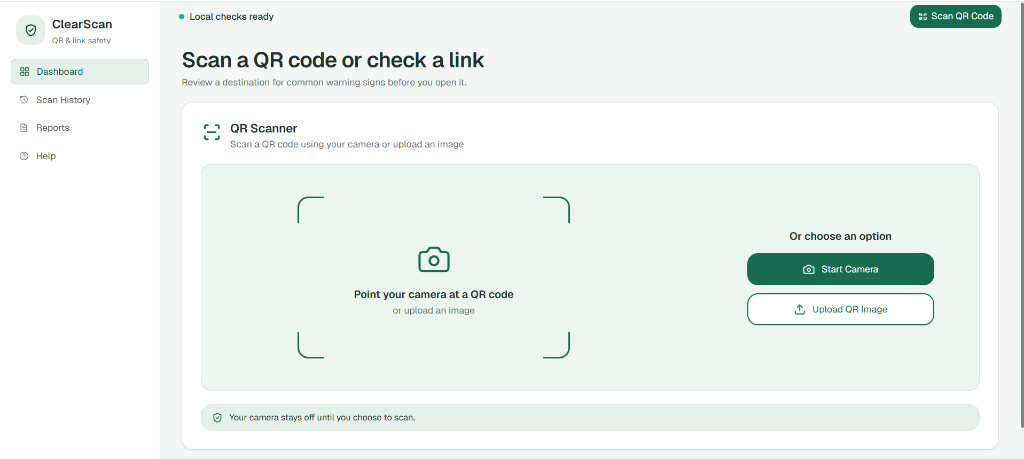 ClearScan
QR & link safety
Dashboard
Scan History
Reports
Help
Local checks ready
Scan QR Code
Scan a QR code or check a link
Review a destination for common warning signs before you open it.
QR Scanner
Scan a QR code using your camera or upload an image
Point your camera at a QR code
or upload an image
Or choose an option
Start Camera
Upload QR Image
Your camera stays off until you choose to scan.